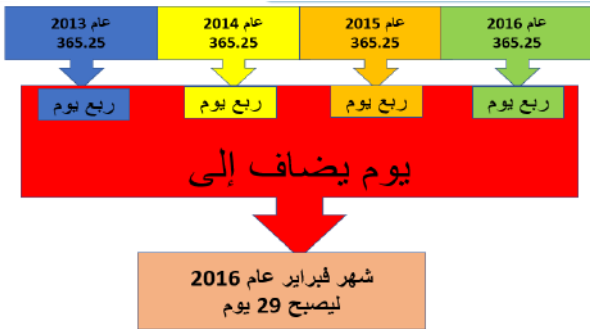 عام 2013
365.25
عام 2014
365.25
عام 2015
365.25
عام 2016
365.25
ربع يوم
ربع يوم
ربع يوم
ربع يوم
يوم يضاف إلى
شهر فبراير عام 2016
ليصبح 29 يوم